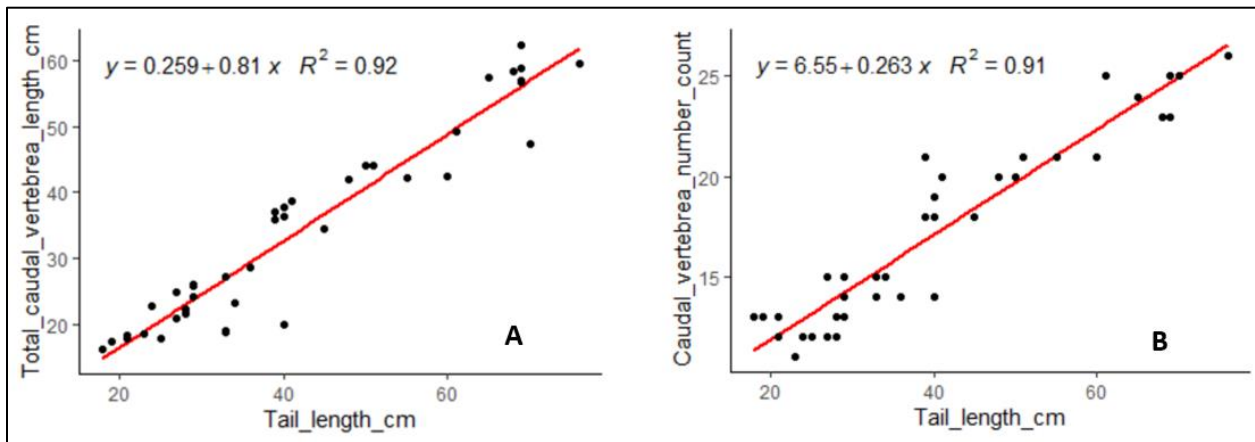 Total_caudal_vertebrea_length_cm
y = 0.259 + 0.81 x R² = 0.92
60
50
40
30
20
A
20 40 60
Tail_length_cm
Caudal_vertebrea_number_count
y = 6.55 + 0.263 x R² = 0.91
25
20
15
B
20 40 60
Tail_length_cm